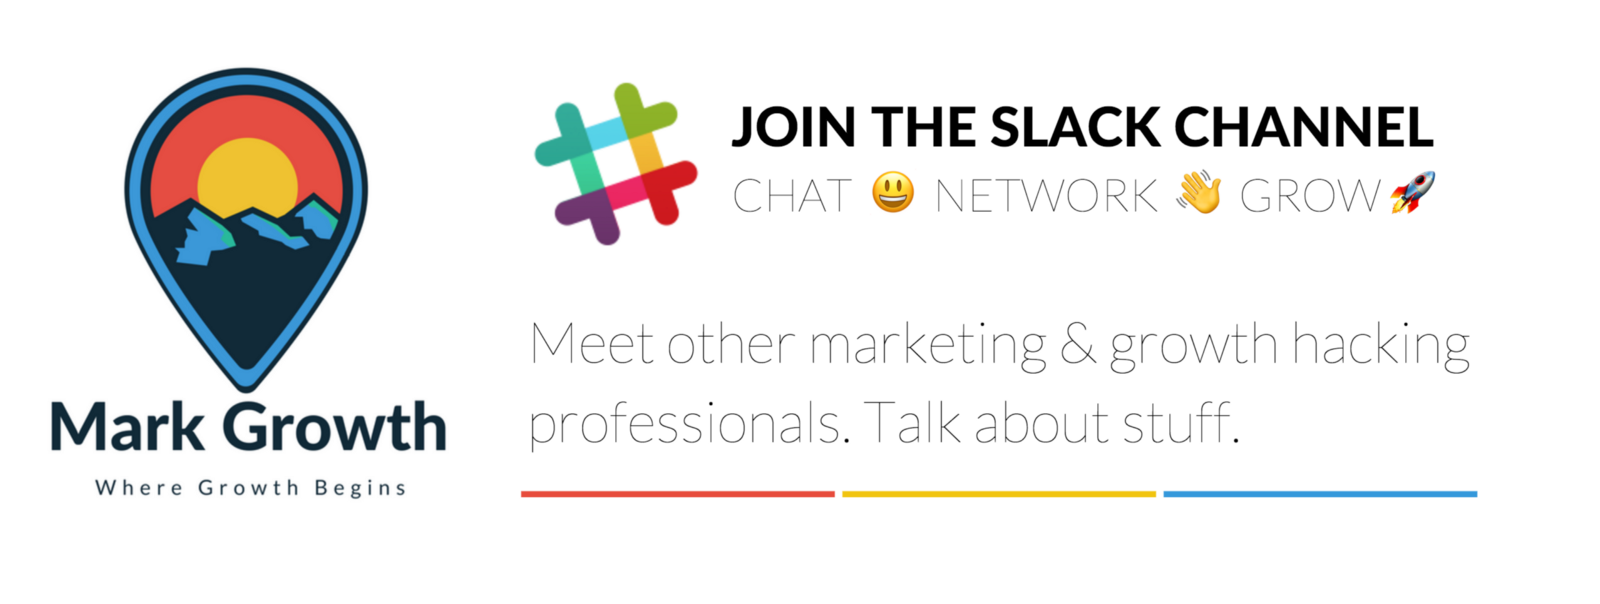 Mark Growth
Where Growth Begins
JOIN THE SLACK CHANNEL
CHAT 😃 NETWORK 👋 GROW🚀
Meet other marketing & growth hacking
professionals. Talk about stuff.